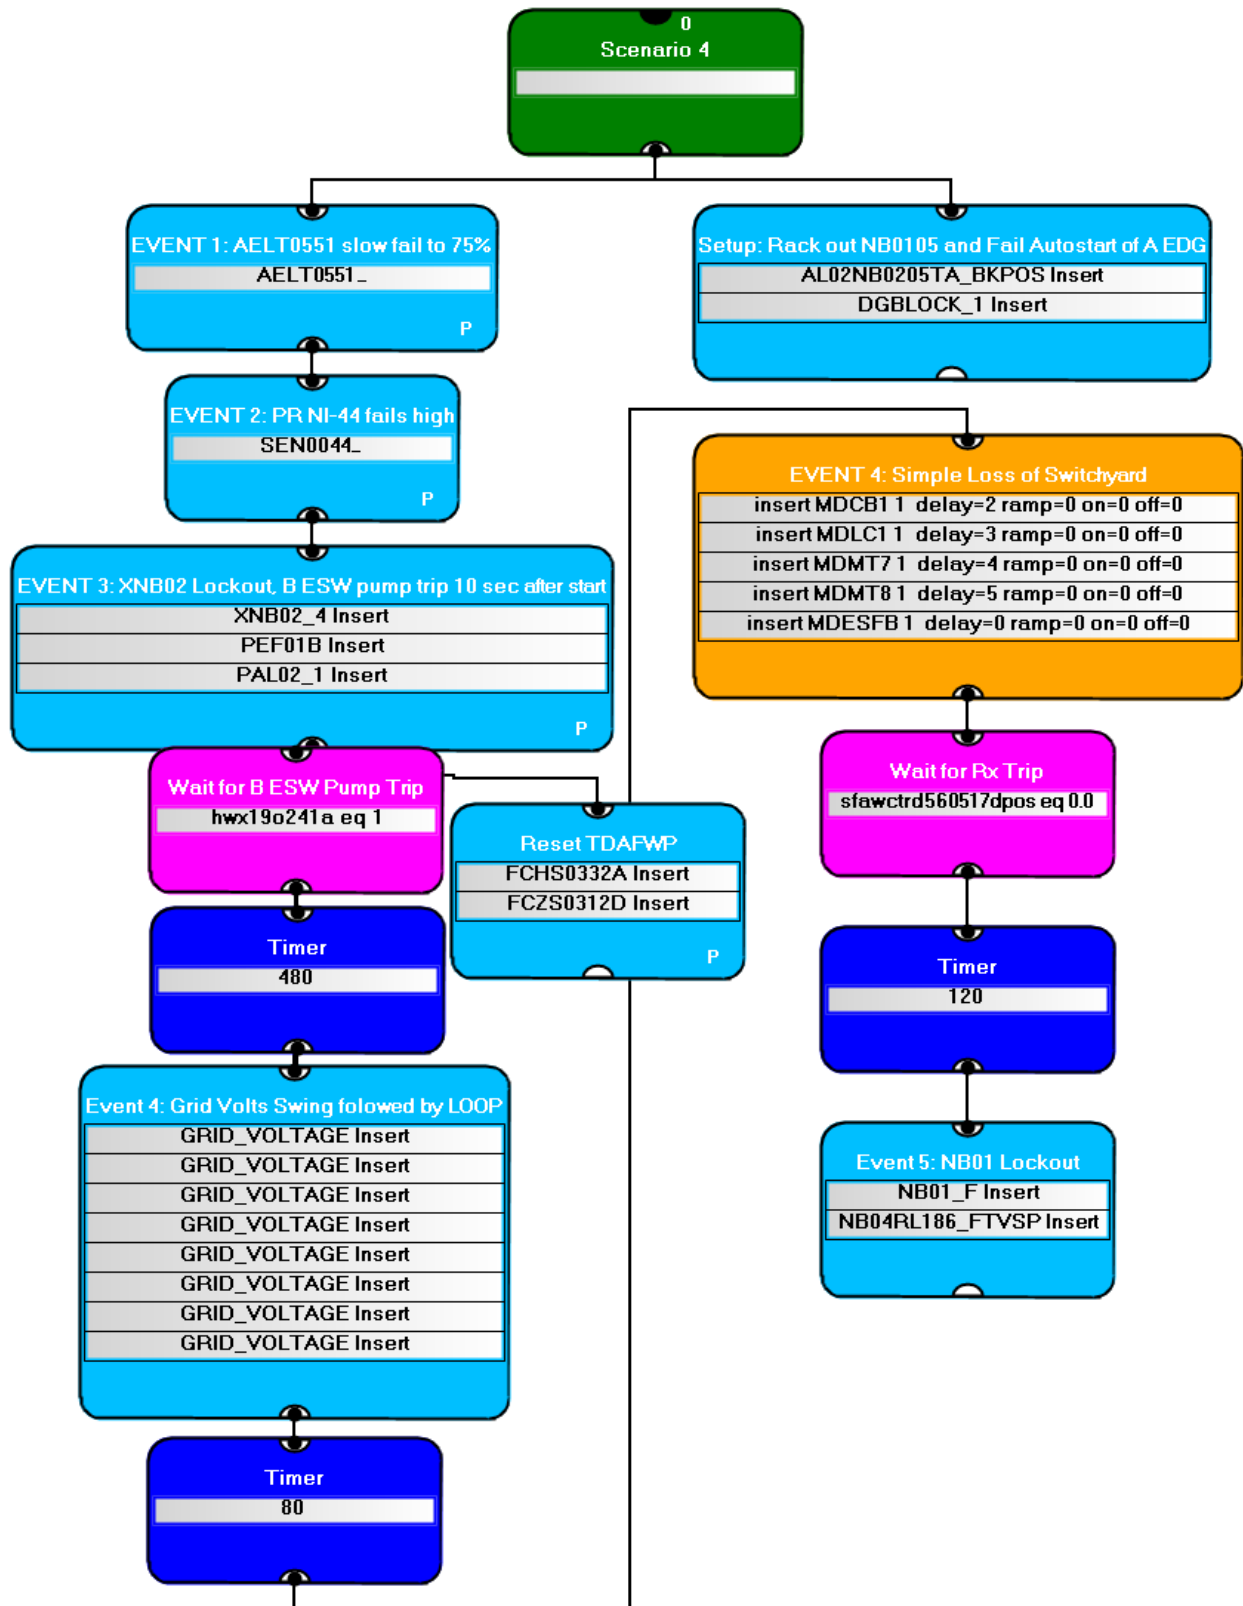 0
Scenario 4
EVENT 1: AELT0551 slow fail to 75%
AELT0551_
P
Setup: Rack out NB0105 and Fail Autostart of A EDG
AL02NB0205TA_BKPOS Insert
DGBLOCK_1 Insert
EVENT 2: PR NI-44 fails high
SEN0044_
P
EVENT 3: XNB02 Lockout, B ESW pump trip 10 sec after start
XNB02_4 Insert
PEF01B Insert
PAL02_1 Insert
P
Wait for B ESW Pump Trip
hwx19o241a eq 1
Reset TDAFWP
FCHS0332A Insert
FCZS0312D Insert
P
Timer
480
Event 4: Grid Volts Swing folowed by LOOP
GRID_VOLTAGE Insert
GRID_VOLTAGE Insert
GRID_VOLTAGE Insert
GRID_VOLTAGE Insert
GRID_VOLTAGE Insert
GRID_VOLTAGE Insert
GRID_VOLTAGE Insert
GRID_VOLTAGE Insert
Timer
80
EVENT 4: Simple Loss of Switchyard
insert MDCB1 1 delay=2 ramp=0 on=0 off=0
insert MDLC1 1 delay=3 ramp=0 on=0 off=0
insert MDMT7 1 delay=4 ramp=0 on=0 off=0
insert MDMT8 1 delay=5 ramp=0 on=0 off=0
insert MDESFB 1 delay=0 ramp=0 on=0 off=0
Wait for Rx Trip
sfawctrd560517dpos eq 0.0
Timer
120
Event 5: NB01 Lockout
NB01_F Insert
NB04RL186_FTVSP Insert